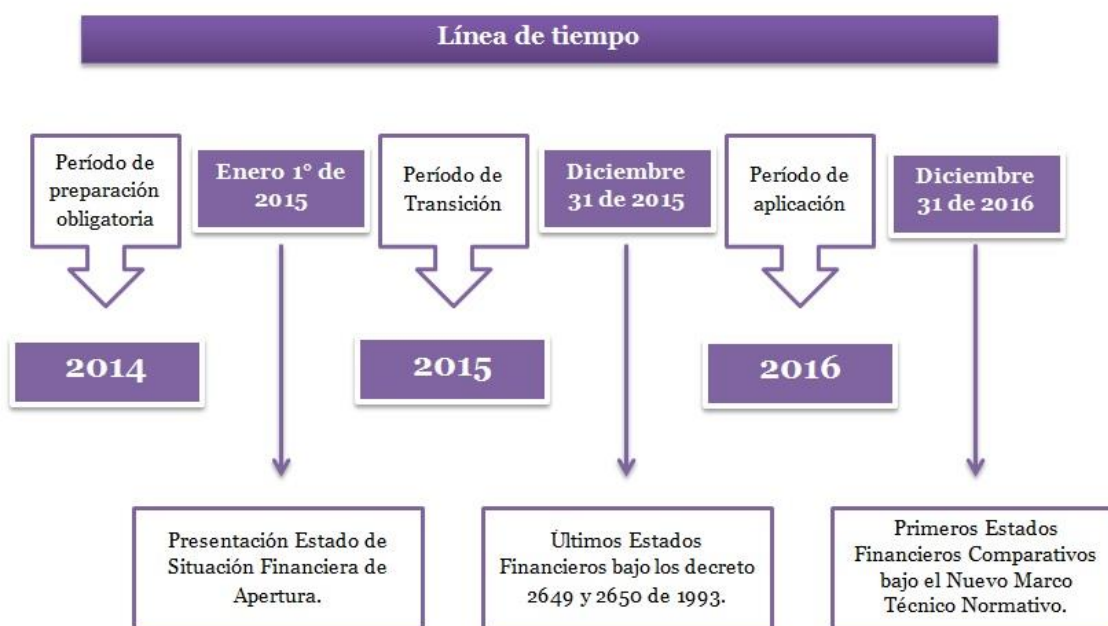 Línea de tiempo
Período de
preparación
obligatoria
Enero 1° de
2015
Período de
Transición
Diciembre
31 de 2015
Período de
aplicación
Diciembre
31 de 2016
2014
2015
2016
Presentación Estado de
Situación Financiera de
Apertura.
Últimos Estados
Financieros bajo los decreto
2649 y 2650 de 1993.
Primeros Estados
Financieros Comparativos
bajo el Nuevo Marco
Técnico Normativo.